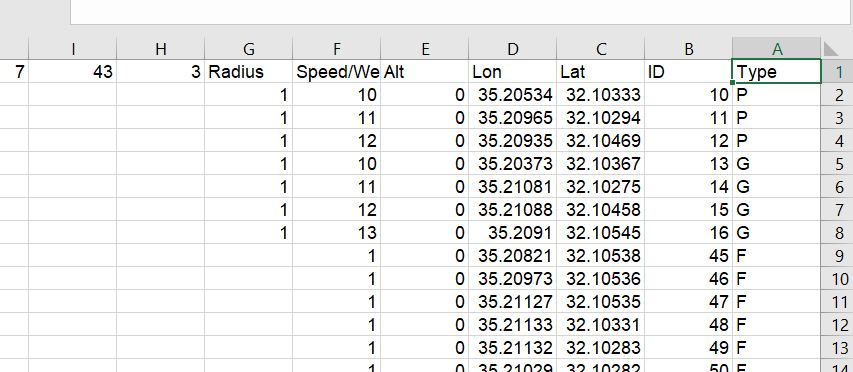 I H G F E D C B A
7 43 3 Radius Speed/We Alt Lon Lat ID Type 1
1 10 0 35.20534 32.10333 10 P 2
1 11 0 35.20965 32.10294 11 P 3
1 12 0 35.20935 32.10469 12 P 4
1 10 0 35.20373 32.10367 13 G 5
1 11 0 35.21081 32.10275 14 G 6
1 12 0 35.21088 32.10458 15 G 7
1 13 0 35.2091 32.10545 16 G 8
1 0 35.20821 32.10538 45 F 9
1 0 35.20973 32.10536 46 F 10
1 0 35.21127 32.10535 47 F 11
1 0 35.21133 32.10331 48 F 12
1 0 35.21132 32.10283 49 F 13
1 0 35.21029 32.10282 50 F 14